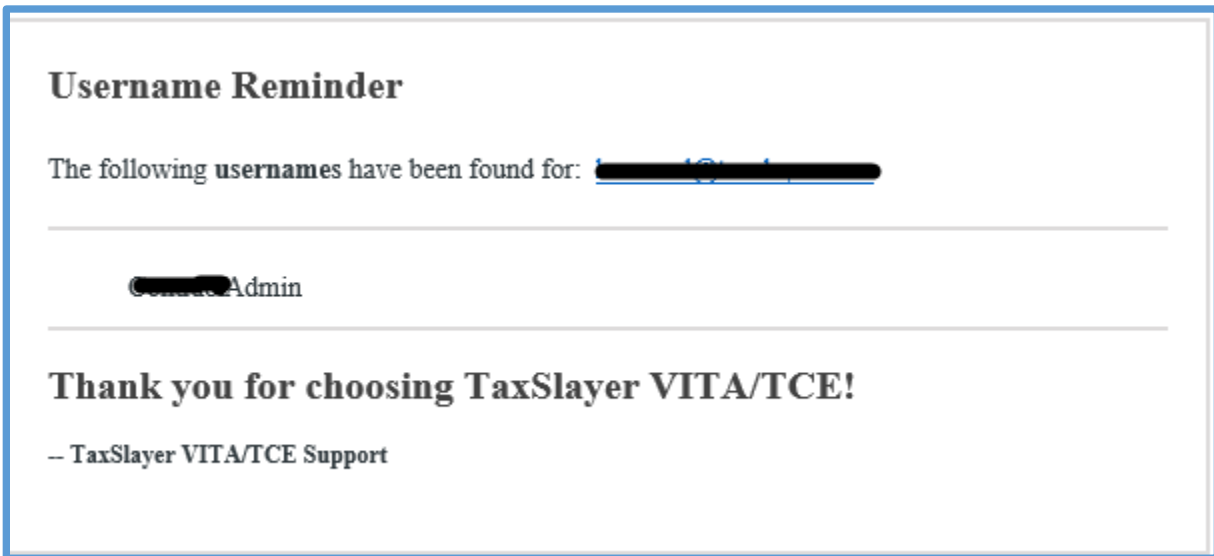 Username Reminder
The following usernames have been found for:
Admin
Thank you for choosing TaxSlayer VITA/TCE!
-- TaxSlayer VITA/TCE Support